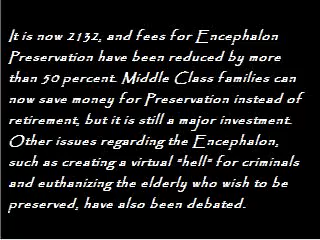 It is now 2132, and fees for Encephalon
Preservation have been reduced by more
than 50 percent. Middle Class families can
now save money for Preservation instead of
retirement, but it is still a major investment.
Other issues regarding the Encephalon,
such as creating a virtual "hell" for criminals
and euthanizing the elderly who wish to be
preserved, have also been debated.